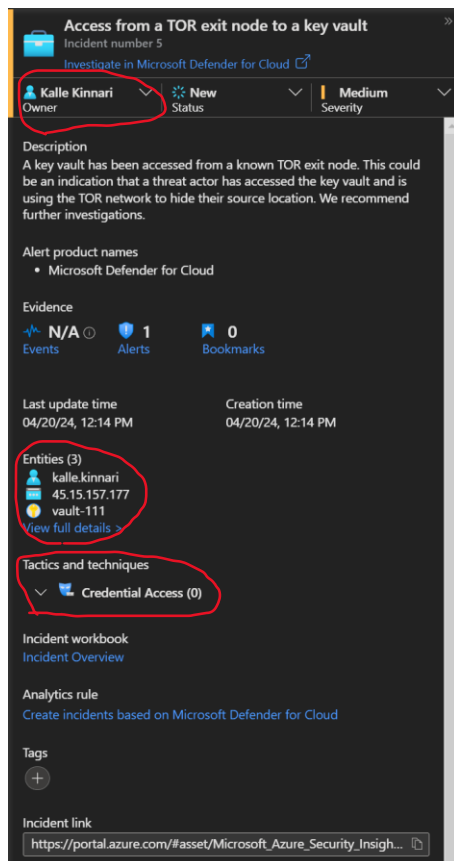 Access from a TOR exit node to a key vault
Incident number 5
Investigate in Microsoft Defender for Cloud
Kalle Kinnari
Owner
New
Status
Medium
Severity
Description
A key vault has been accessed from a known TOR exit node. This could
be an indication that a threat actor has accessed the key vault and is
using the TOR network to hide their source location. We recommend
further investigations.
Alert product names
• Microsoft Defender for Cloud
Evidence
N/A
Events
1
Alerts
0
Bookmarks
Last update time
04/20/24, 12:14 PM
Creation time
04/20/24, 12:14 PM
Entities (3)
kalle.kinnari
45.15.157.177
vault-111
View full details >
Tactics and techniques
Credential Access (0)
Incident workbook
Incident Overview
Analytics rule
Create incidents based on Microsoft Defender for Cloud
Tags
Incident link
https://portal.azure.com/#asset/Microsoft_Azure_Security_Insigh...